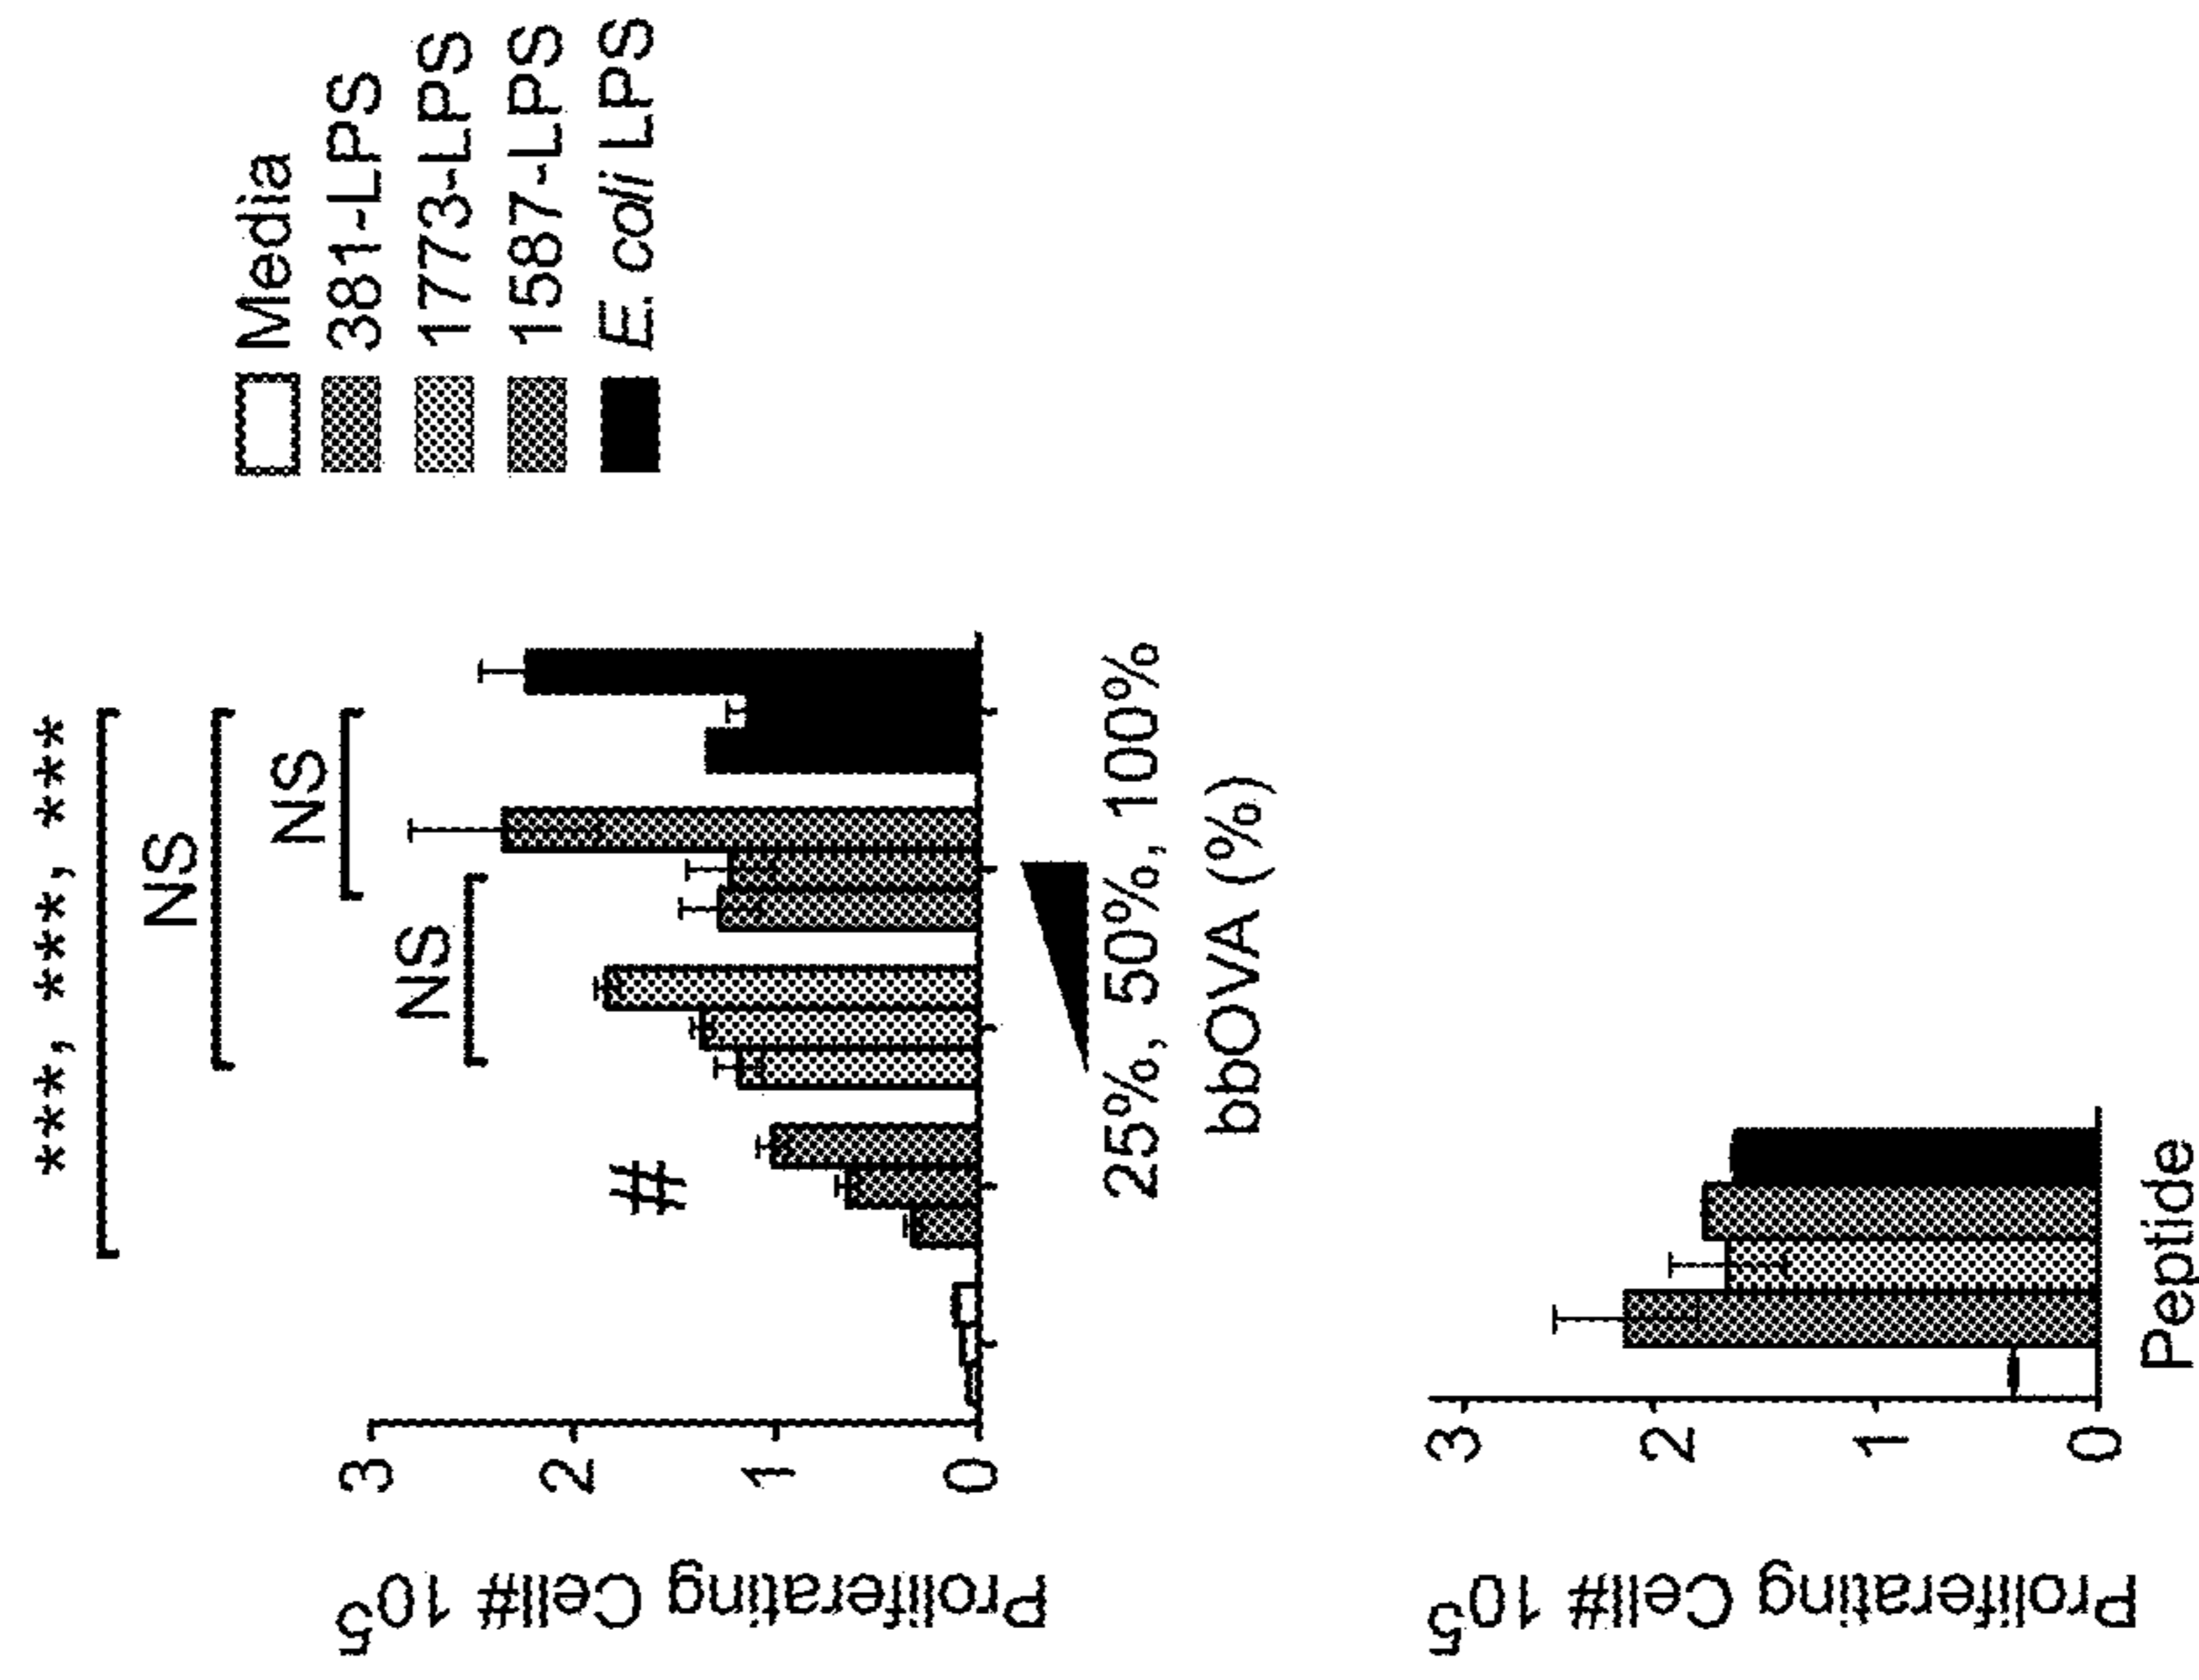 ***, ***, ***
NS
NS
NS
#
Media
381-LPS
1773-LPS
1587-LPS
E. coli LPS
Proliferating Cell# 10⁵
3
2
1
0
25%, 50%, 100%
bbOVA (%)
Proliferating Cell# 10⁵
3
2
1
0
Peptide